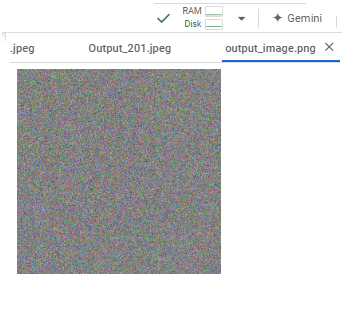 RAM
Disk
Gemini
.jpeg
Output_201.jpeg
output_image.png